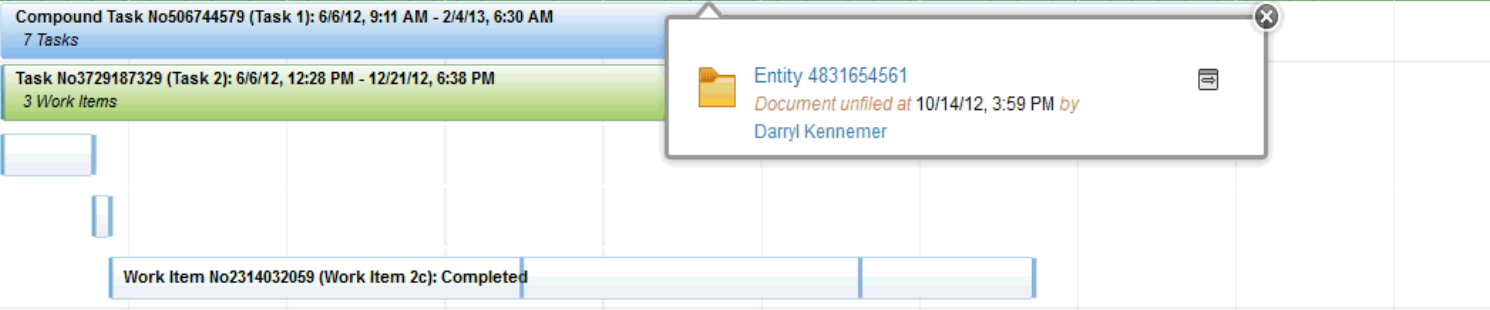 Compound Task No506744579 (Task 1): 6/6/12, 9:11 AM - 2/4/13, 6:30 AM
7 Tasks
Task No3729187329 (Task 2): 6/6/12, 12:28 PM - 12/21/12, 6:38 PM
3 Work Items
Entity 4831654561
Document unfiled at 10/14/12, 3:59 PM by
Darryl Kennemer
Work Item No2314032059 (Work Item 2c): Completed